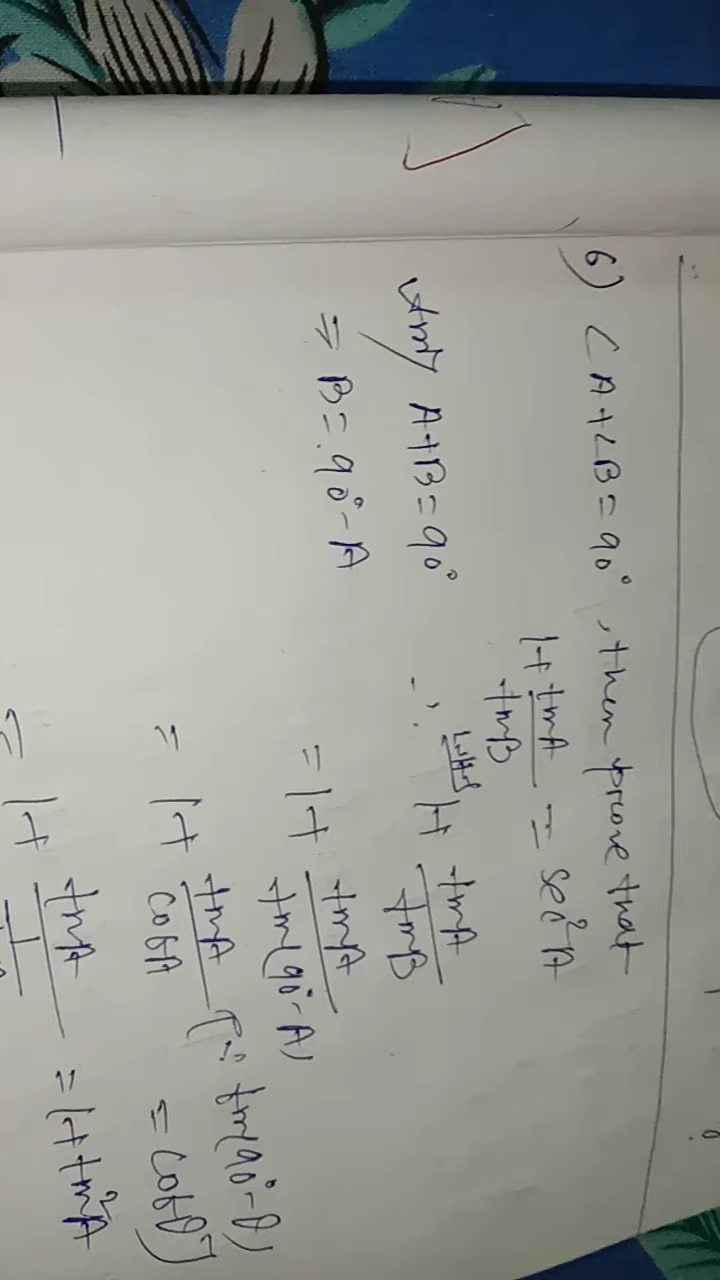 6) ∠A+∠B=90°, then prove that
1+ tanA/tanB = sec²A
Ans) A+B=90°
⇒ B=90°-A
∴ L.H.S 1+ tanA/tanB
= 1+ tanA/tan(90°-A)
= 1+ tanA/cotA [∵ tan(90°-θ) = cotθ]
= 1+ tanA/1 = 1+tan²A